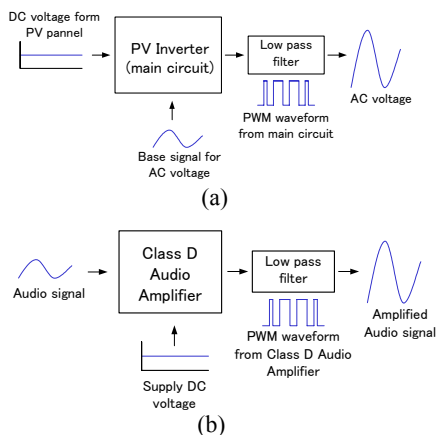 DC voltage form
PV pannel
PV Inverter
(main circuit)
Low pass
filter
PWM waveform
from main circuit
AC voltage
Base signal for
AC voltage
(a)
Audio signal
Class D
Audio
Amplifier
Low pass
filter
PWM waveform
from Class D Audio
Amplifier
Amplified
Audio signal
Supply DC
voltage
(b)